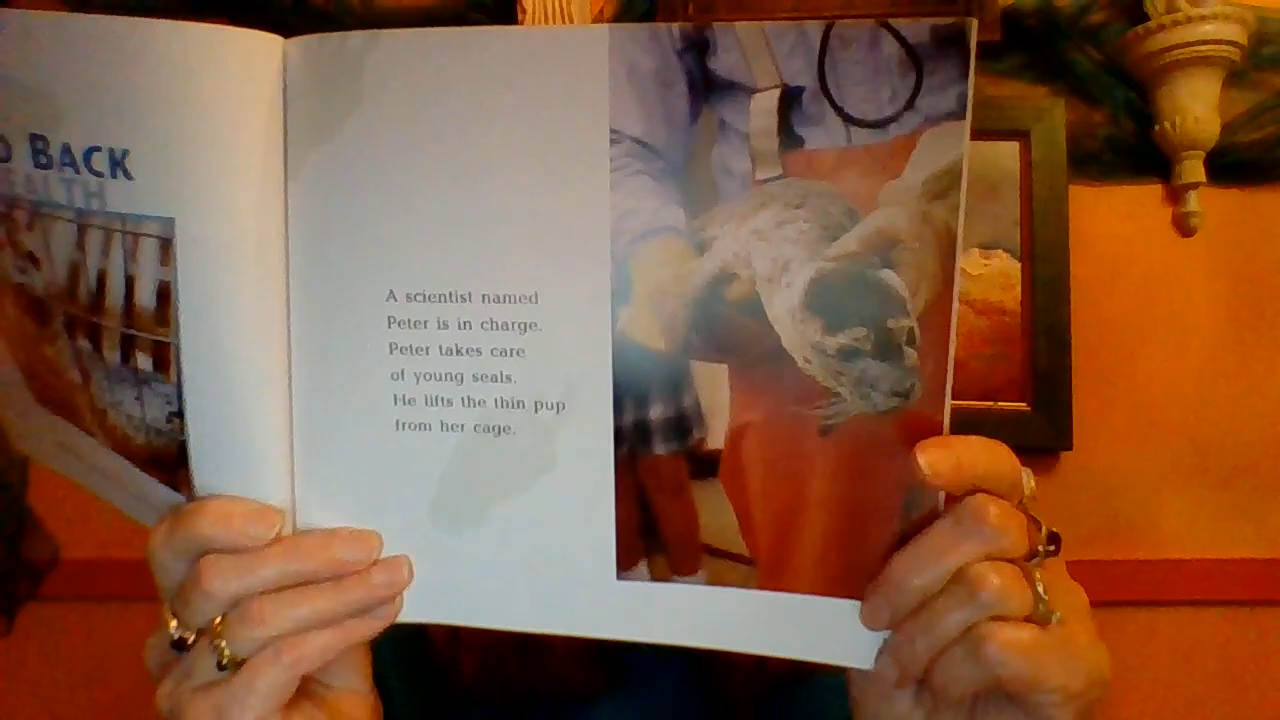 BACK
HEALTH
A scientist named
Peter is in charge.
Peter takes care
of young seals.
He lifts the thin pup
from her cage.